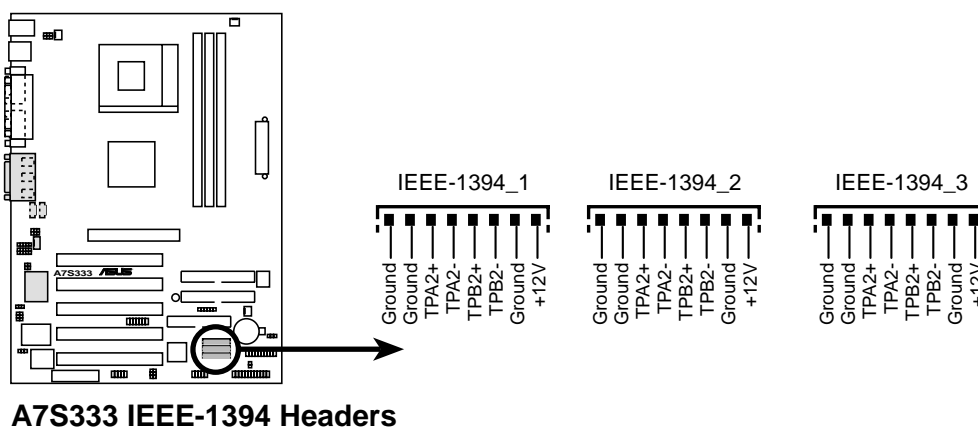 IEEE-1394_1
IEEE-1394_2
IEEE-1394_3
Ground
Ground
TPA2+
TPA2-
TPB2+
TPB2-
Ground
+12V
Ground
Ground
TPA2+
TPA2-
TPB2+
TPB2-
Ground
+12V
Ground
Ground
TPA2+
TPA2-
TPB2+
TPB2-
Ground
+12V
A7S333 ASUS
A7S333 IEEE-1394 Headers